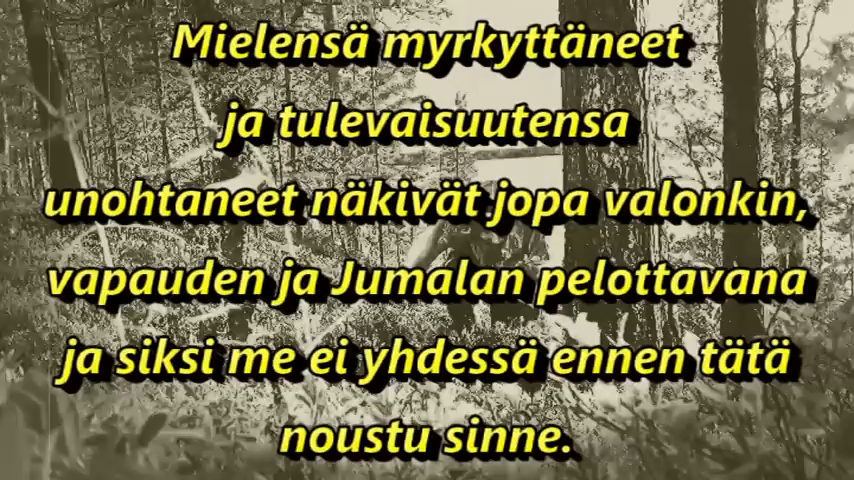 Mielensä myrkyttäneet
ja tulevaisuutensa
unohtaneet näkivät jopa valonkin,
vapauden ja Jumalan pelottavana
ja siksi me ei yhdessä ennen tätä
noustu sinne.